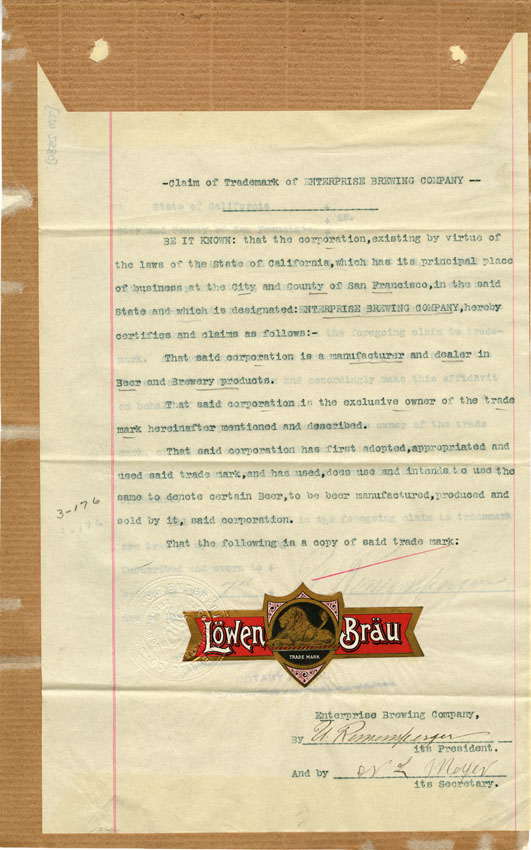 -Claim of Trademark of ENTERPRISE BREWING COMPANY --
State of California
SS.
BE IT KNOWN: that the corporation,existing by virtue of
the laws of the State of California,which has its principal place
of business at the City and County of San Francisco,in the said
State and which is designated:ENTERPRISE BREWING COMPANY,hereby
certifies and claims as follows:-
That said corporation is a manufacturer and dealer in
Beer and Brewery products.
That said corporation is the exclusive owner of the trade
mark hereinafter mentioned and described.
That said corporation has first adopted,appropriated and
used said trade mark,and has used,does use and intends to use the
same to denote certain Beer,to be beer manufactured,produced and
sold by it, said corporation.
3-176
That the following is a copy of said trade mark:
Löwen Bräu
TRADE MARK
Enterprise Brewing Company,
By
its President.
And by L Meyer
its Secretary.